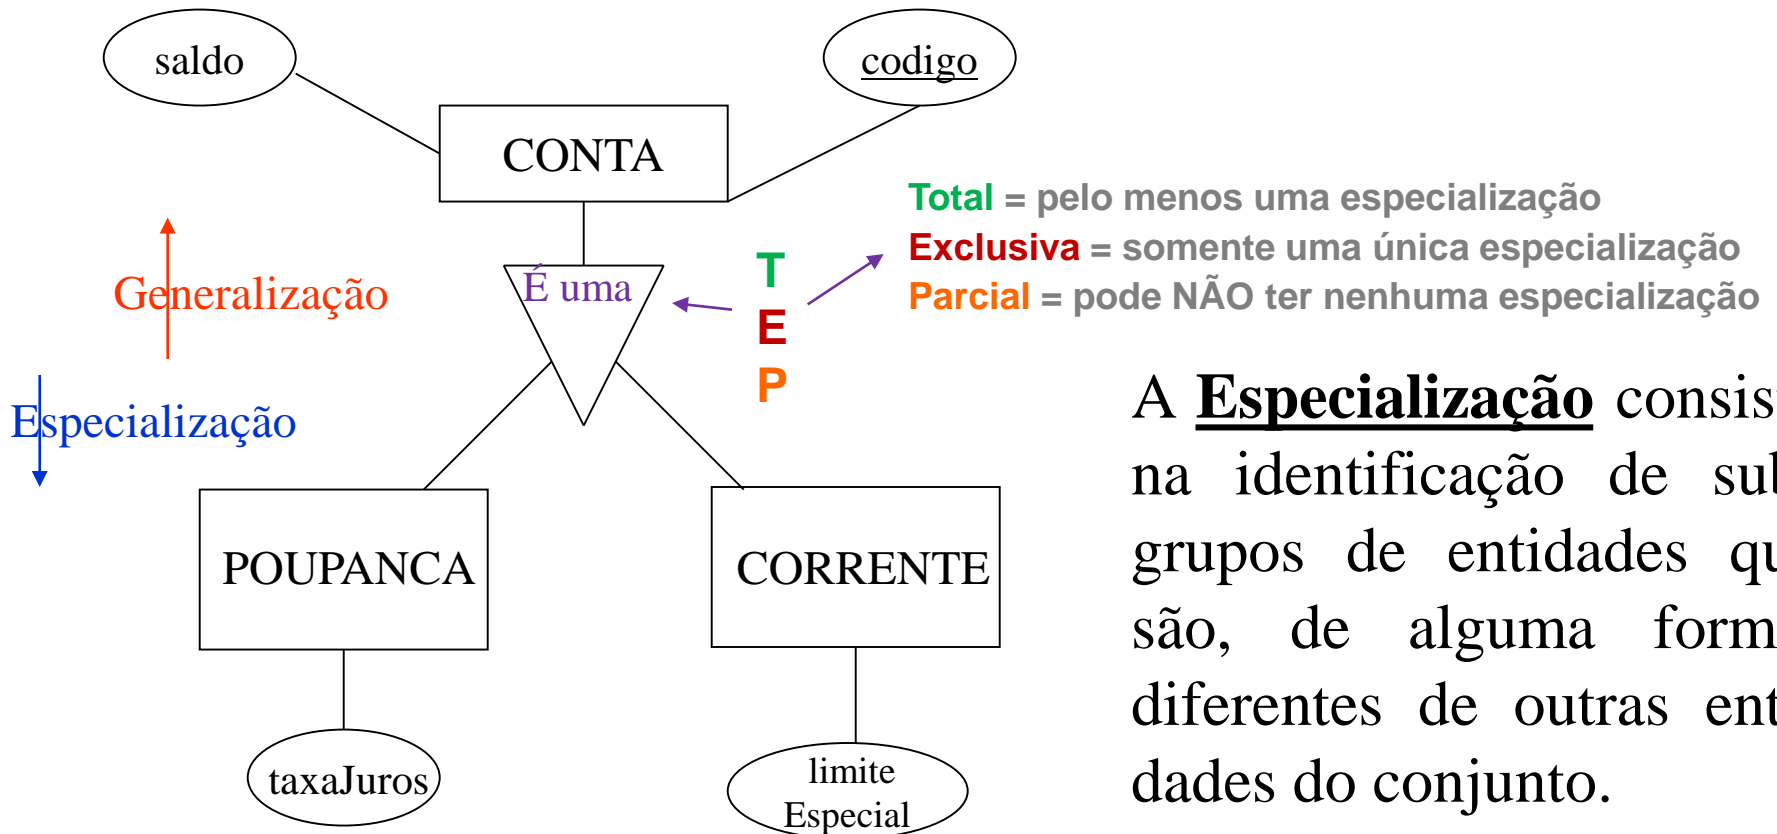 saldo
codigo
CONTA
Total = pelo menos uma especialização
Exclusiva = somente uma única especialização
Parcial = pode NÃO ter nenhuma especialização
Generalização
É uma
T
E
P
Especialização
A Especialização consis
na identificação de sub
grupos de entidades qu
são, de alguma form
diferentes de outras ent
dades do conjunto.
POUPANCA
CORRENTE
taxaJuros
limite
Especial